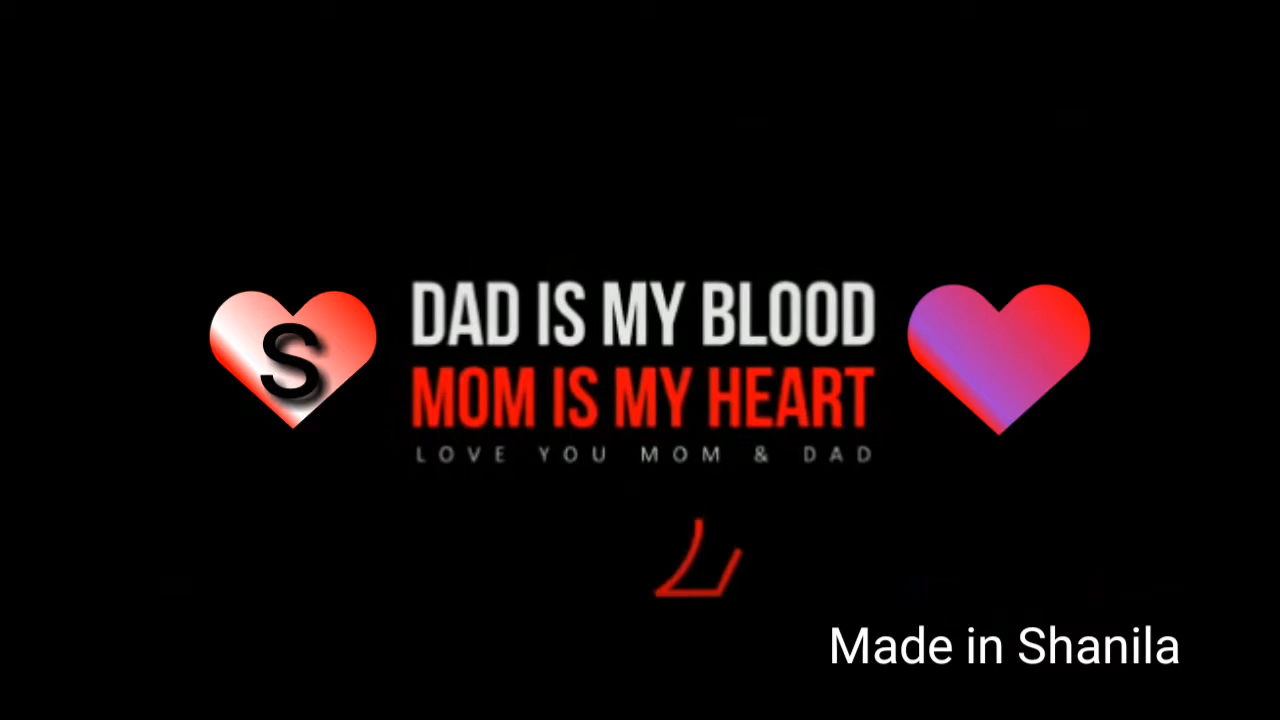 DAD IS MY BLOOD
S
MOM IS MY HEART
LOVE YOU MOM & DAD
Made in Shanila